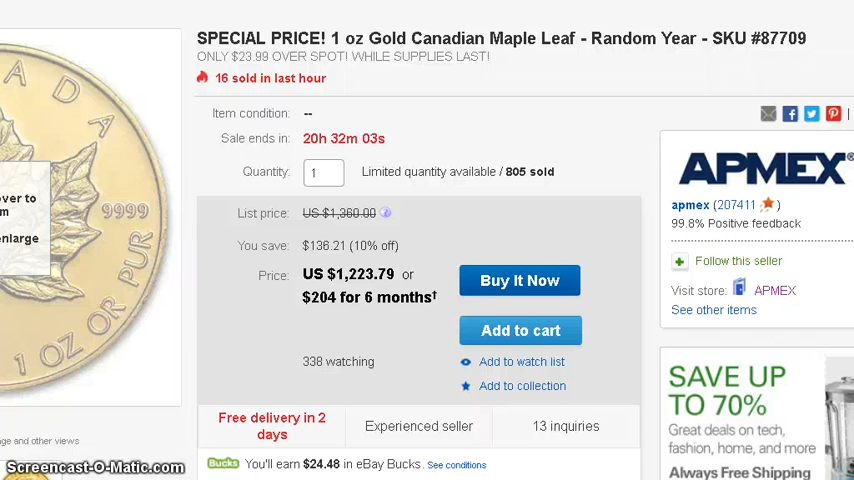 SPECIAL PRICE! 1 oz Gold Canadian Maple Leaf - Random Year - SKU #87709
ONLY $23.99 OVER SPOT! WHILE SUPPLIES LAST!
16 sold in last hour
Item condition: --
Sale ends in: 20h 32m 03s
Quantity: 1 Limited quantity available / 805 sold
List price: US $1,360.00
You save: $136.21 (10% off)
Price: US $1,223.79 or
$204 for 6 months†
Buy It Now
Add to cart
338 watching
Add to watch list
Add to collection
Free delivery in 2
days
Experienced seller
13 inquiries
Bucks You'll earn $24.48 in eBay Bucks. See conditions
APMEX®
apmex (207411)
99.8% Positive feedback
Follow this seller
Visit store: APMEX
See other items
SAVE UP
TO 70%
Great deals on tech,
fashion, home, and more
Always Free Shipping
ADA
9999
1 OZ OR PUR
over to
m
enlarge
age and other views
Screencast-O-Matic.com